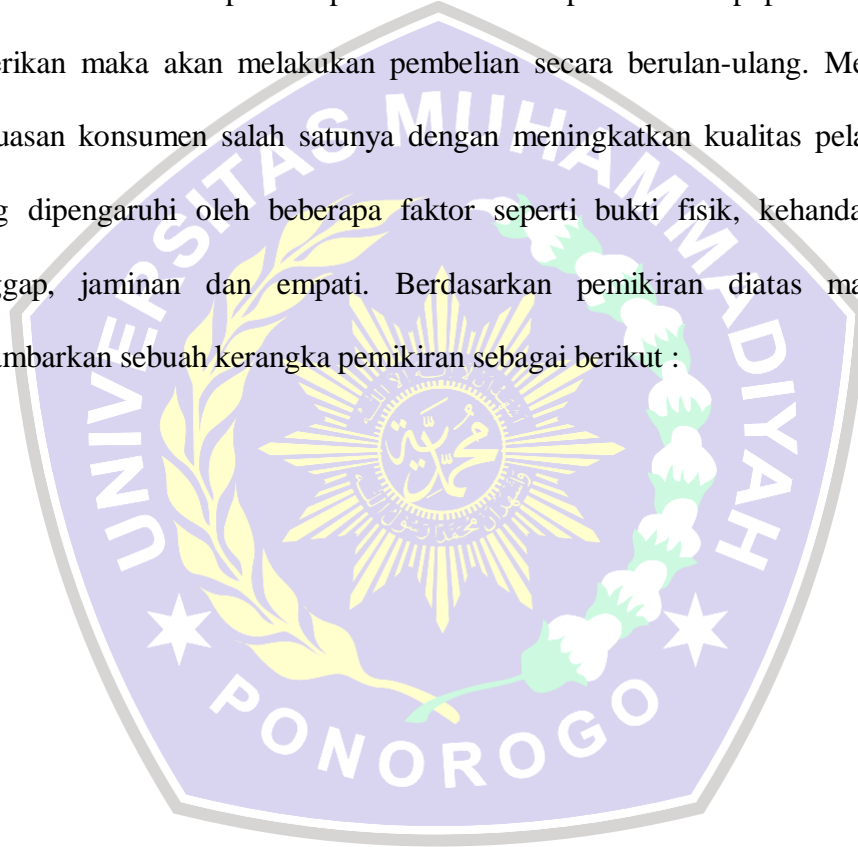 erikan maka akan melakukan pembelian secara berulan-ulang. Me
uasan konsumen salah satunya dengan meningkatkan kualitas pela
g dipengaruhi oleh beberapa faktor seperti bukti fisik, kehanda
ggap, jaminan dan empati. Berdasarkan pemikiran diatas ma
ambarkan sebuah kerangka pemikiran sebagai berikut :
UNIVERSITAS MUHAMMADIYAH
محمدية
PONOROGO